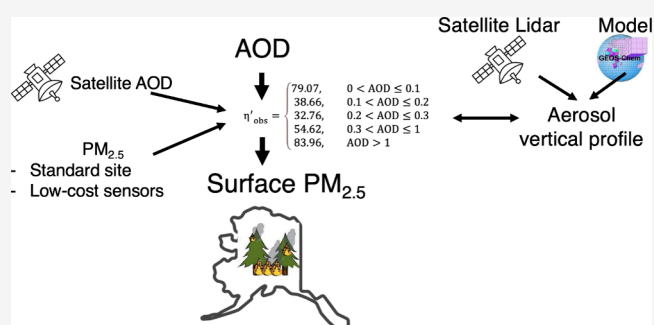 Satellite Lidar
Model
AOD
GEOS-Chem
Satellite AOD
η′obs =
79.07, 0 < AOD ≤ 0.1
38.66, 0.1 < AOD ≤ 0.2
32.76, 0.2 < AOD ≤ 0.3
54.62, 0.3 < AOD ≤ 1
83.96, AOD > 1
Aerosol
vertical profile
PM2.5
- Standard site
- Low-cost sensors
Surface PM2.5